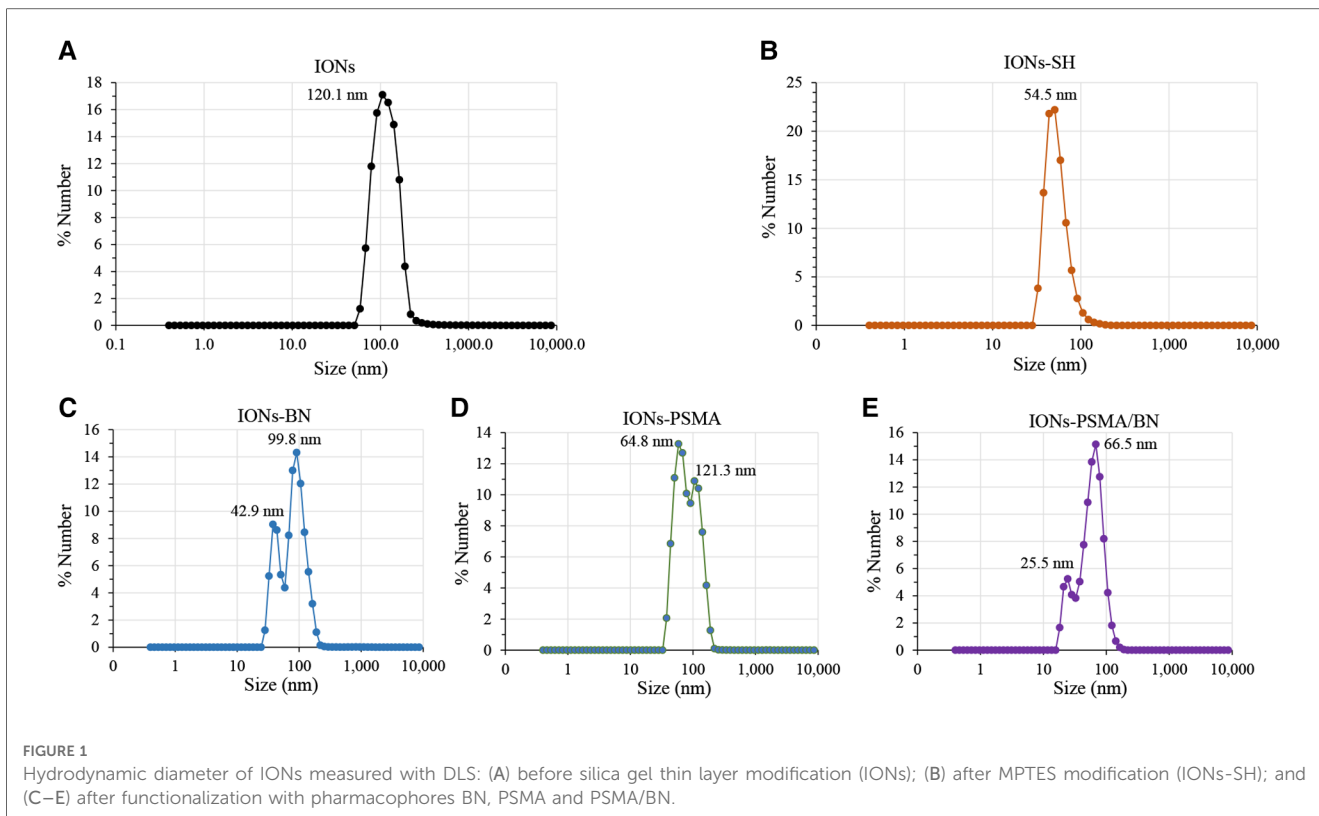 A
IONs
120.1 nm
% Number
18
16
14
12
10
8
6
4
2
0
0.1
1.0
10.0
100.0
1,000.0
10,000.0
Size (nm)
B
IONs-SH
54.5 nm
% Number
25
20
15
10
5
0
0
1
10
100
1,000
10,000
Size (nm)
C
IONs-BN
99.8 nm
42.9 nm
% Number
16
14
12
10
8
6
4
2
0
0
1
10
100
1,000
10,000
Size (nm)
D
IONs-PSMA
64.8 nm
121.3 nm
% Number
14
12
10
8
6
4
2
0
0
1
10
100
1,000
10,000
Size (nm)
E
IONs-PSMA/BN
66.5 nm
25.5 nm
% Number
16
14
12
10
8
6
4
2
0
0
1
10
100
1,000
10,000
Size (nm)
FIGURE 1
Hydrodynamic diameter of IONs measured with DLS: (A) before silica gel thin layer modification (IONs); (B) after MPTES modification (IONs-SH); and
(C–E) after functionalization with pharmacophores BN, PSMA and PSMA/BN.